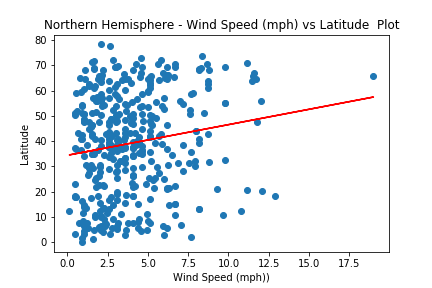 Northern Hemisphere - Wind Speed (mph) vs Latitude  Plot
80
70
60
50
40
30
20
10
0
Latitude
0.0 2.5 5.0 7.5 10.0 12.5 15.0 17.5
Wind Speed (mph))